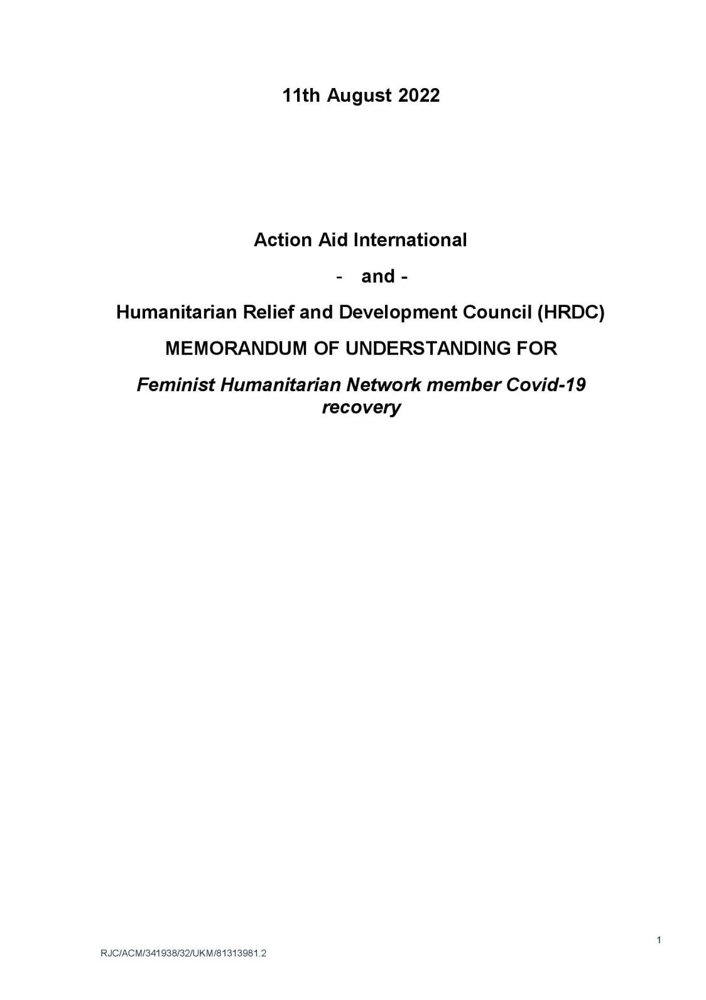 11th August 2022
Action Aid International
- and -
Humanitarian Relief and Development Council (HRDC)
MEMORANDUM OF UNDERSTANDING FOR
Feminist Humanitarian Network member Covid-19
recovery
1
RJC/ACM/341938/32/UKM/81313981.2